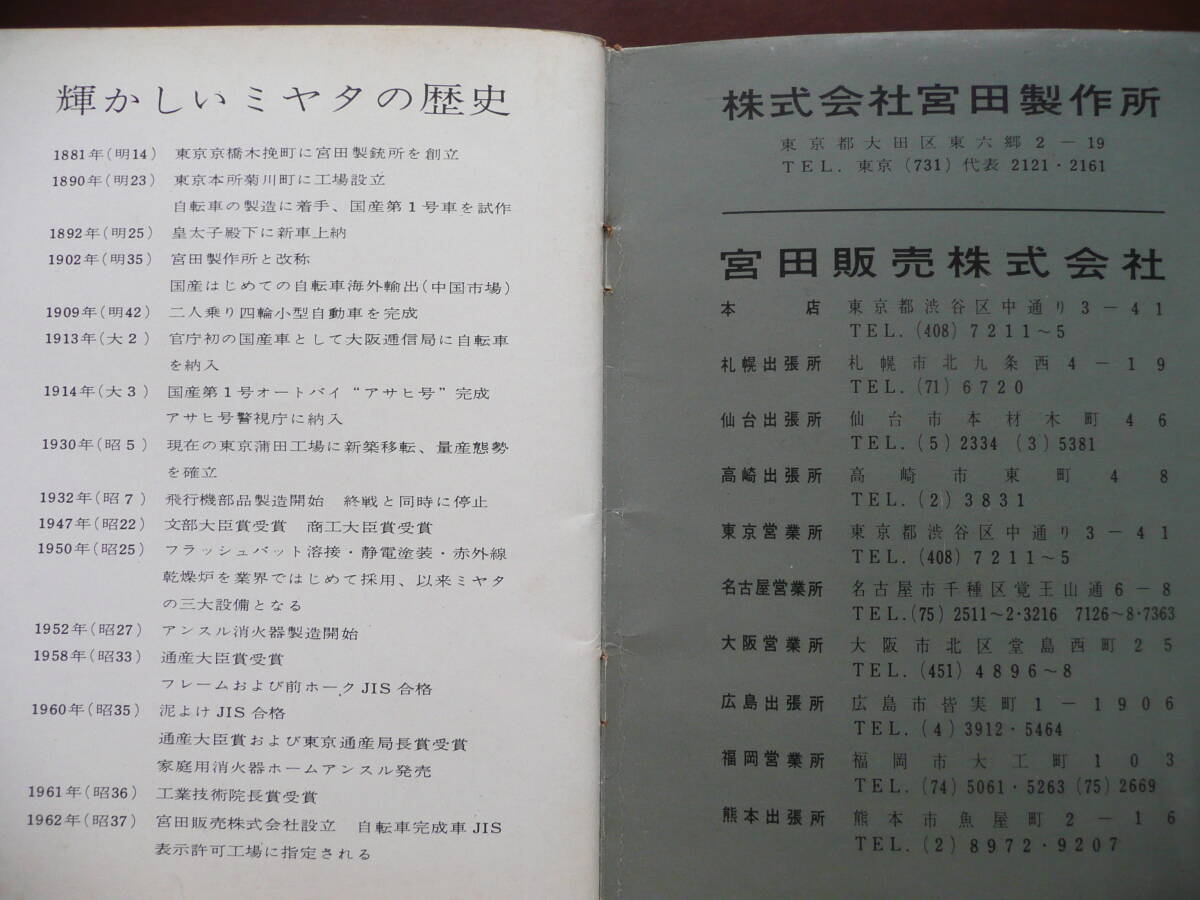 輝かしいミヤタの歴史
1881年(明14) 東京京橋木挽町に宮田製銃所を創立
1890年(明23) 東京本所菊川町に工場設立
自転車の製造に着手、国産第1号車を試作
1892年(明25) 皇太子殿下に新車上納
1902年(明35) 宮田製作所と改称
国産はじめての自転車海外輸出(中国市場)
1909年(明42) 二人乗り四輪小型自動車を完成
1913年(大2) 官庁初の国産車として大阪逓信局に自転車
を納入
1914年(大3) 国産第1号オートバイ“アサヒ号”完成
アサヒ号警視庁に納入
1930年(昭5) 現在の東京蒲田工場に新築移転、量産態勢
を確立
1932年(昭7) 飛行機部品製造開始 終戦と同時に停止
1947年(昭22) 文部大臣賞受賞 商工大臣賞受賞
1950年(昭25) フラッシュバット溶接・静電塗装・赤外線
乾燥炉を業界ではじめて採用、以来ミヤタ
の三大設備となる
1952年(昭27) アンスル消火器製造開始
1958年(昭33) 通産大臣賞受賞
フレームおよび前ホークJIS合格
1960年(昭35) 泥よけJIS合格
通産大臣賞および東京通産局長賞受賞
家庭用消火器ホームアンスル発売
1961年(昭36) 工業技術院長賞受賞
1962年(昭37) 宮田販売株式会社設立 自転車完成車JIS
表示許可工場に指定される
株式会社宮田製作所
東京都大田区東六郷2−19
TEL. 東京(731)代表2121・2161
宮田販売株式会社
本店 東京都渋谷区中通り3−41
TEL.(408)7211〜5
札幌出張所 札幌市北九条西4−19
TEL.(71)6720
仙台出張所 仙台市本材木町46
TEL.(5)2334 (3)5381
高崎出張所 高崎市東町48
TEL.(2)3831
東京営業所 東京都渋谷区中通り3−41
TEL.(408)7211〜5
名古屋営業所 名古屋市千種区覚王山通6−8
TEL.(75)2511〜2・3216 7126〜8・7363
大阪営業所 大阪市北区堂島西町25
TEL.(451)4896〜8
広島出張所 広島市皆実町1−1906
TEL.(4)3912・5464
福岡営業所 福岡市大工町103
TEL.(74)5061・5263(75)2669
熊本出張所 熊本市魚屋町2−16
TEL.(2)8972・9207